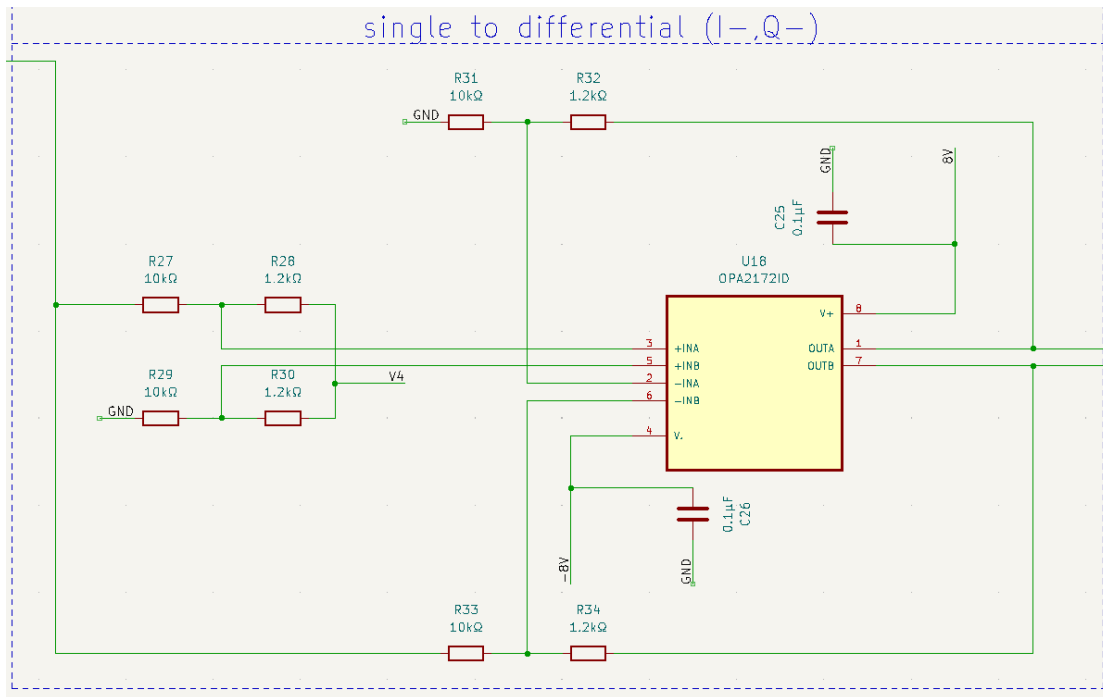 single to differential (I-,Q-)
R31
10kΩ
R32
1.2kΩ
GND
GND
8V
C25
0.1µF
R27
10kΩ
R28
1.2kΩ
U18
OPA2172ID
V+
8
3
+INA
OUTA
1
5
+INB
OUTB
7
R29
10kΩ
R30
1.2kΩ
V4
2
-INA
6
-INB
GND
4
V-
0.1µF
C26
-8V
GND
R33
10kΩ
R34
1.2kΩ